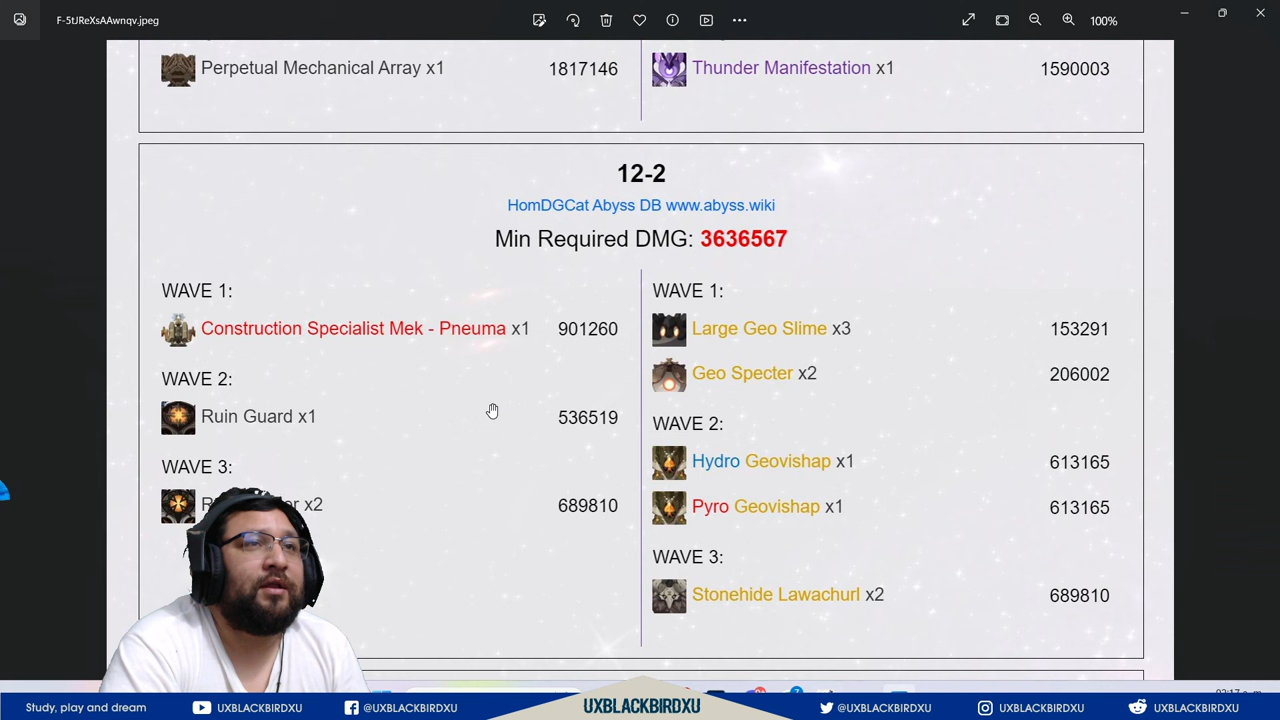 F-5tJReXsAAwnqv.jpeg
100%
Perpetual Mechanical Array x1 1817146
Thunder Manifestation x1 1590003
12-2
HomDGCat Abyss DB www.abyss.wiki
Min Required DMG: 3636567
WAVE 1:
Construction Specialist Mek - Pneuma x1 901260
WAVE 2:
Ruin Guard x1 536519
WAVE 3:
x2 689810
WAVE 1:
Large Geo Slime x3 153291
Geo Specter x2 206002
WAVE 2:
Hydro Geovishap x1 613165
Pyro Geovishap x1 613165
WAVE 3:
Stonehide Lawachurl x2 689810
Study, play and dream UXBLACKBIRDXU @UXBLACKBIRDXU UXBLACKBIRDXU @UXBLACKBIRDXU UXBLACKBIRDXU UXBLACKBIRDXU